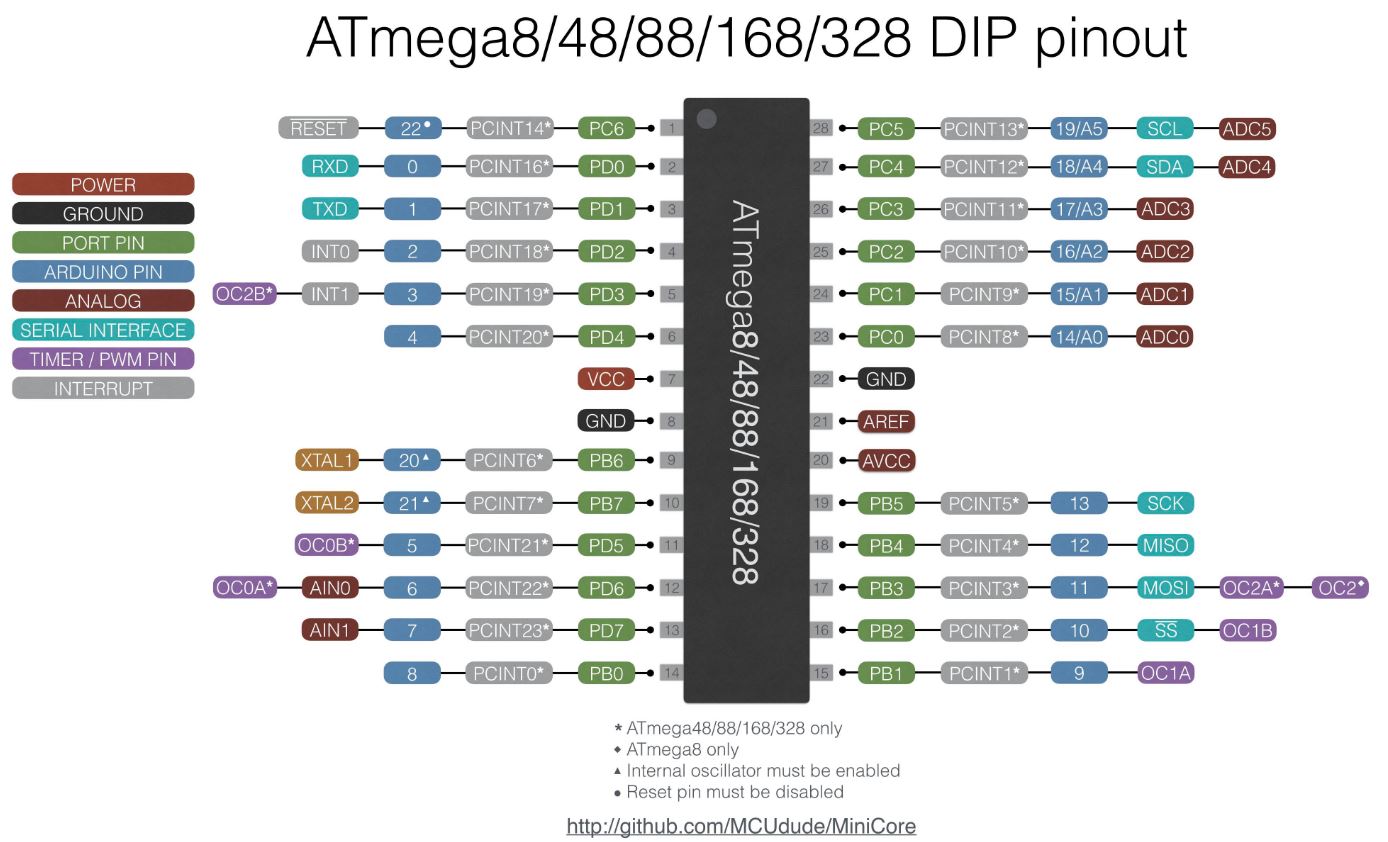 ATmega8/48/88/168/328 DIP pinout
RESET 22● PCINT14* PC6 1 28 PC5 PCINT13* 19/A5 SCL ADC5
RXD 0 PCINT16* PD0 2 27 PC4 PCINT12* 18/A4 SDA ADC4
POWER
TXD 1 PCINT17* PD1 3 26 PC3 PCINT11* 17/A3 ADC3
GROUND
PORT PIN
INT0 2 PCINT18* PD2 4 25 PC2 PCINT10* 16/A2 ADC2
ARDUINO PIN
OC2B* INT1 3 PCINT19* PD3 5 24 PC1 PCINT9* 15/A1 ADC1
ANALOG
SERIAL INTERFACE
4 PCINT20* PD4 6 23 PC0 PCINT8* 14/A0 ADC0
TIMER / PWM PIN
VCC 7 22 GND
INTERRUPT
GND 8 21 AREF
XTAL1 20▲ PCINT6* PB6 9 20 AVCC
XTAL2 21▲ PCINT7* PB7 10 19 PB5 PCINT5* 13 SCK
OC0B* 5 PCINT21* PD5 11 18 PB4 PCINT4* 12 MISO
OC0A* AIN0 6 PCINT22* PD6 12 17 PB3 PCINT3* 11 MOSI OC2A* OC2◆
AIN1 7 PCINT23* PD7 13 16 PB2 PCINT2* 10 SS OC1B
8 PCINT0* PB0 14 15 PB1 PCINT1* 9 OC1A
ATmega8/48/88/168/328
* ATmega48/88/168/328 only
◆ ATmega8 only
▲ Internal oscillator must be enabled
● Reset pin must be disabled
http://github.com/MCUdude/MiniCore